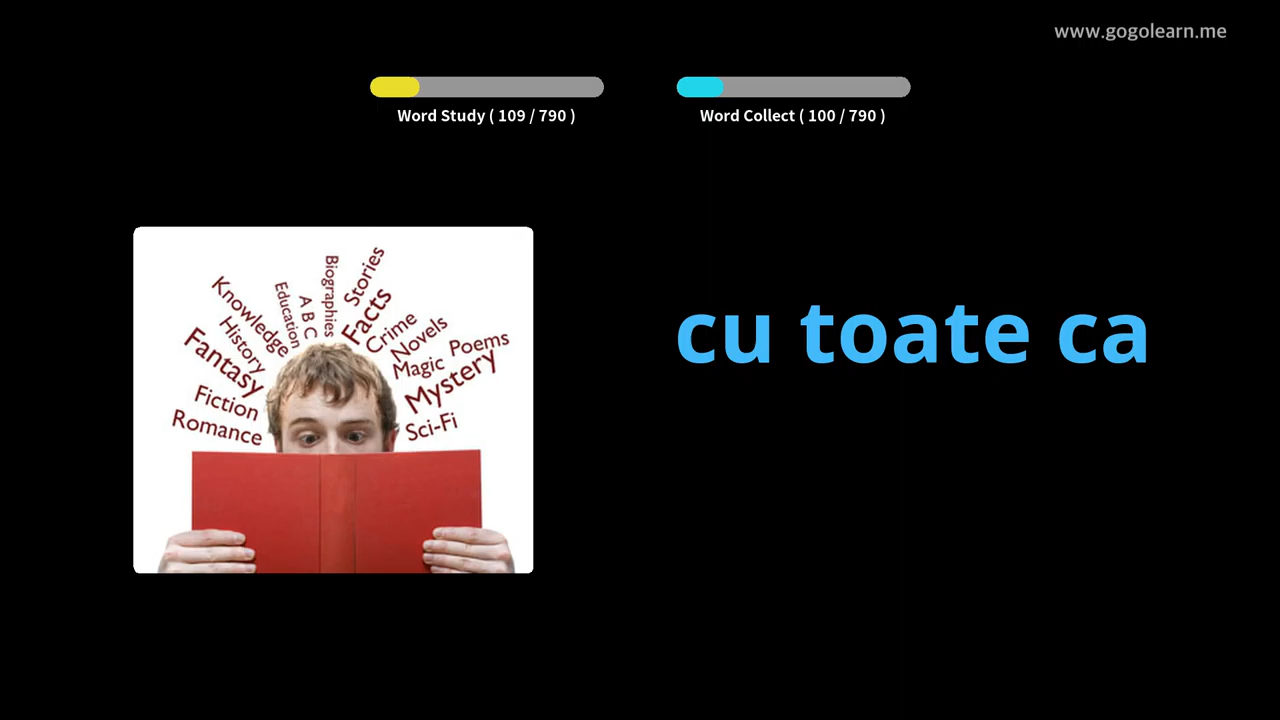 www.gogolearn.me
Word Study ( 109 / 790 )
Word Collect ( 100 / 790 )
cu toate ca
Biographies
Stories
Education
A B C
Facts
Knowledge
Crime
History
Novels
Fantasy
Magic
Poems
Mystery
Fiction
Romance
Sci-Fi